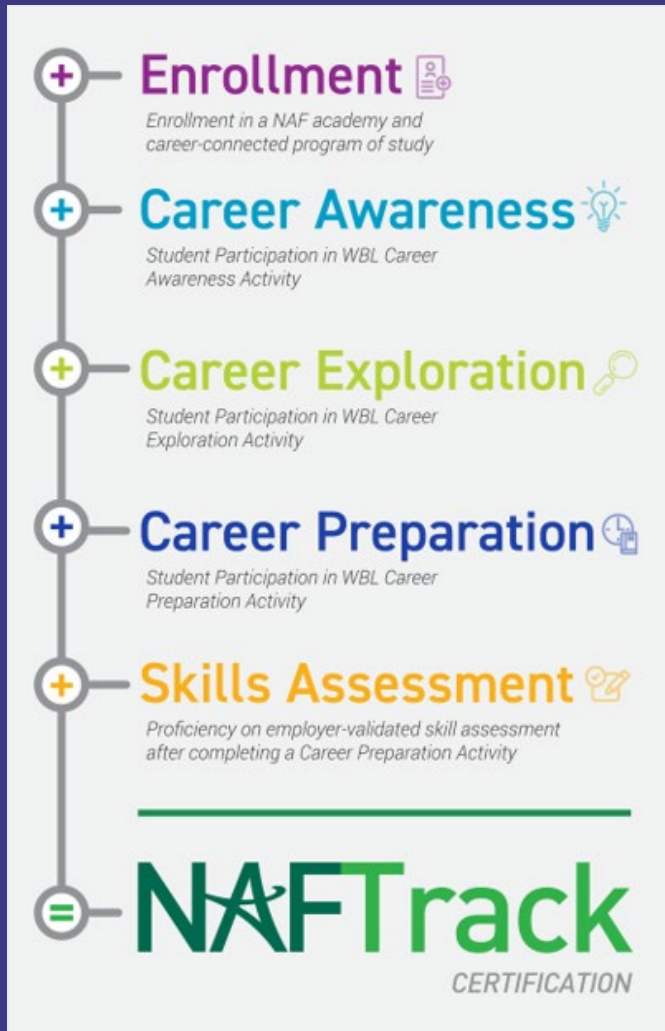 + Enrollment
Enrollment in a NAF academy and
career-connected program of study
+ Career Awareness
Student Participation in WBL Career
Awareness Activity
+ Career Exploration
Student Participation in WBL Career
Exploration Activity
+ Career Preparation
Student Participation in WBL Career
Preparation Activity
+ Skills Assessment
Proficiency on employer-validated skill assessment
after completing a Career Preparation Activity
= NAFTrack
CERTIFICATION